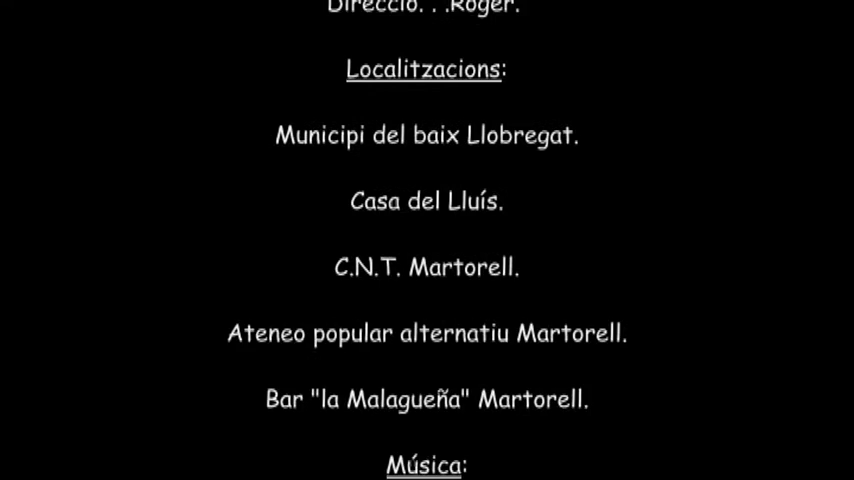 Direcció. . .Roger.
Localitzacions:
Municipi del baix Llobregat.
Casa del Lluís.
C.N.T. Martorell.
Ateneo popular alternatiu Martorell.
Bar "la Malagueña" Martorell.
Música: